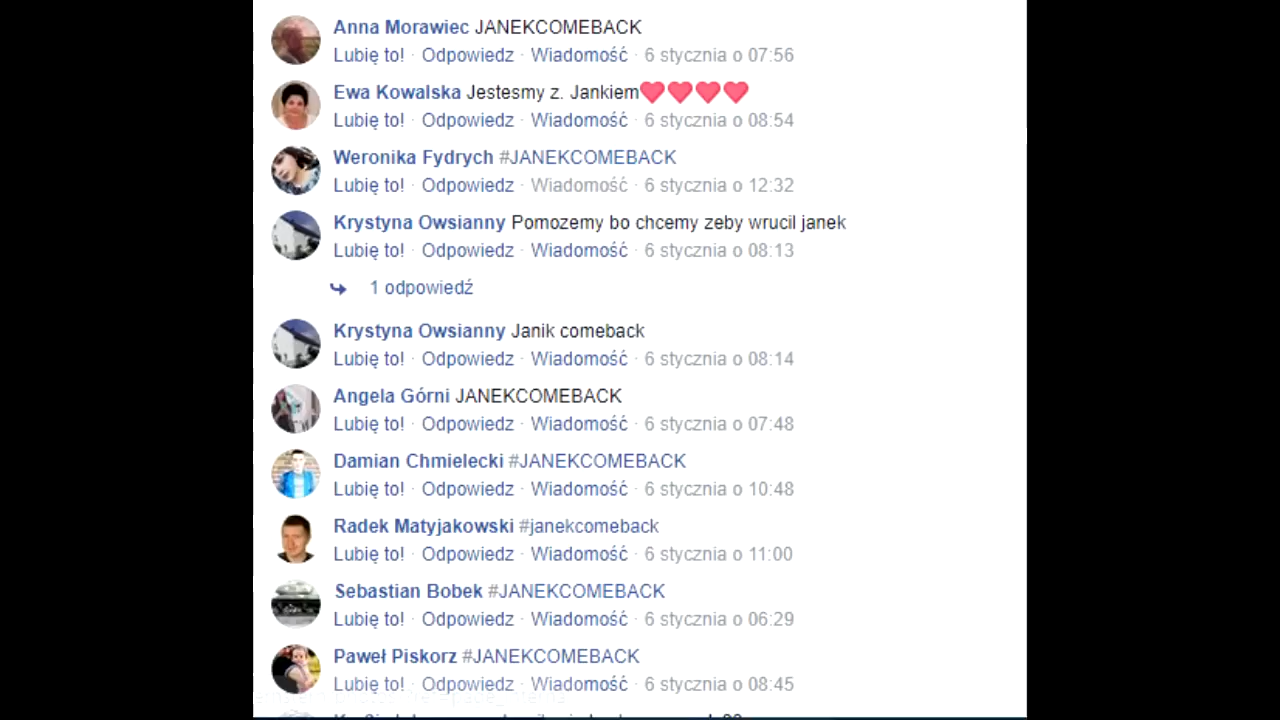 Anna Morawiec JANEKCOMEBACK
Lubię to! · Odpowiedz · Wiadomość · 6 stycznia o 07:56
Ewa Kowalska Jestesmy z. Jankiem❤❤❤❤
Lubię to! · Odpowiedz · Wiadomość · 6 stycznia o 08:54
Weronika Fydrych #JANEKCOMEBACK
Lubię to! · Odpowiedz · Wiadomość · 6 stycznia o 12:32
Krystyna Owsianny Pomozemy bo chcemy zeby wrucil janek
Lubię to! · Odpowiedz · Wiadomość · 6 stycznia o 08:13
1 odpowiedź
Krystyna Owsianny Janik comeback
Lubię to! · Odpowiedz · Wiadomość · 6 stycznia o 08:14
Angela Górni JANEKCOMEBACK
Lubię to! · Odpowiedz · Wiadomość · 6 stycznia o 07:48
Damian Chmielecki #JANEKCOMEBACK
Lubię to! · Odpowiedz · Wiadomość · 6 stycznia o 10:48
Radek Matyjakowski #janekcomeback
Lubię to! · Odpowiedz · Wiadomość · 6 stycznia o 11:00
Sebastian Bobek #JANEKCOMEBACK
Lubię to! · Odpowiedz · Wiadomość · 6 stycznia o 06:29
Paweł Piskorz #JANEKCOMEBACK
Lubię to! · Odpowiedz · Wiadomość · 6 stycznia o 08:45